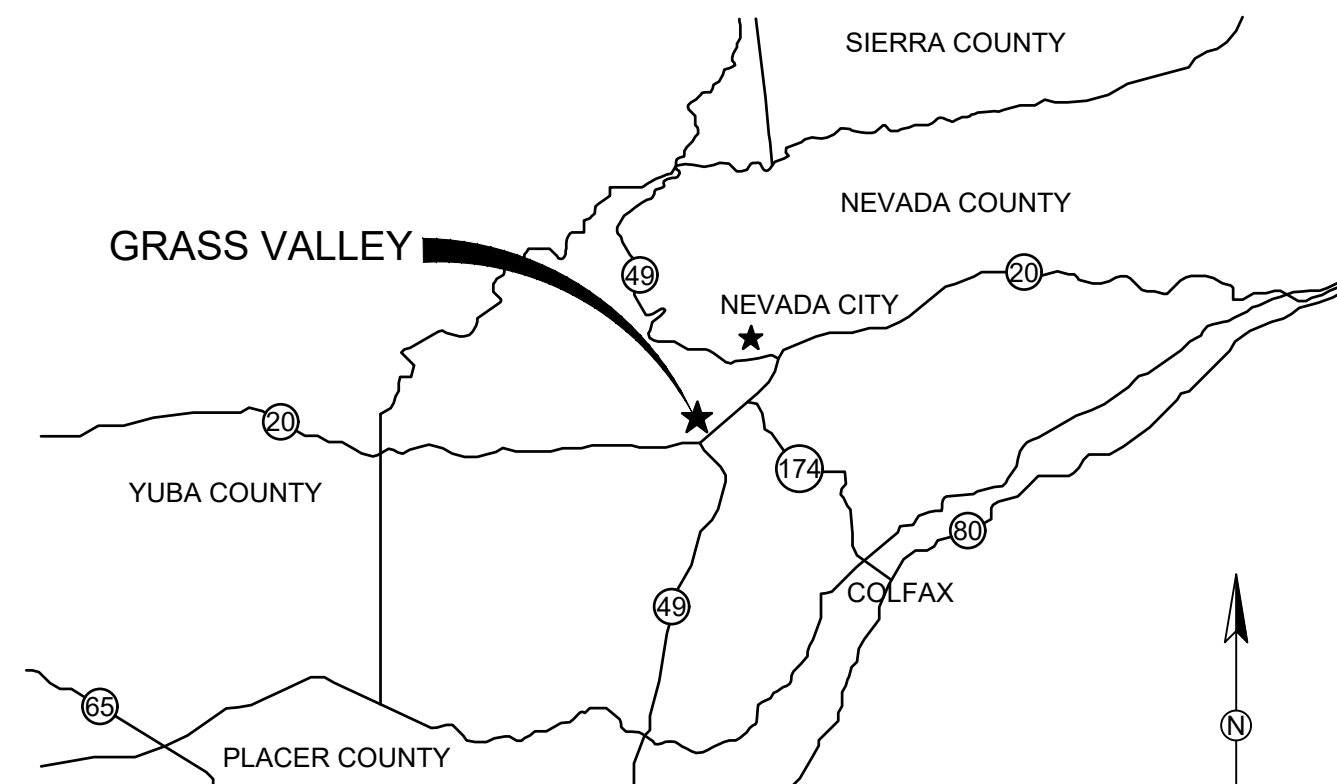 SIERRA COUNTY
NEVADA COUNTY
GRASS VALLEY
49
20
NEVADA CITY
20
174
YUBA COUNTY
80
COLFAX
49
65
N
PLACER COUNTY